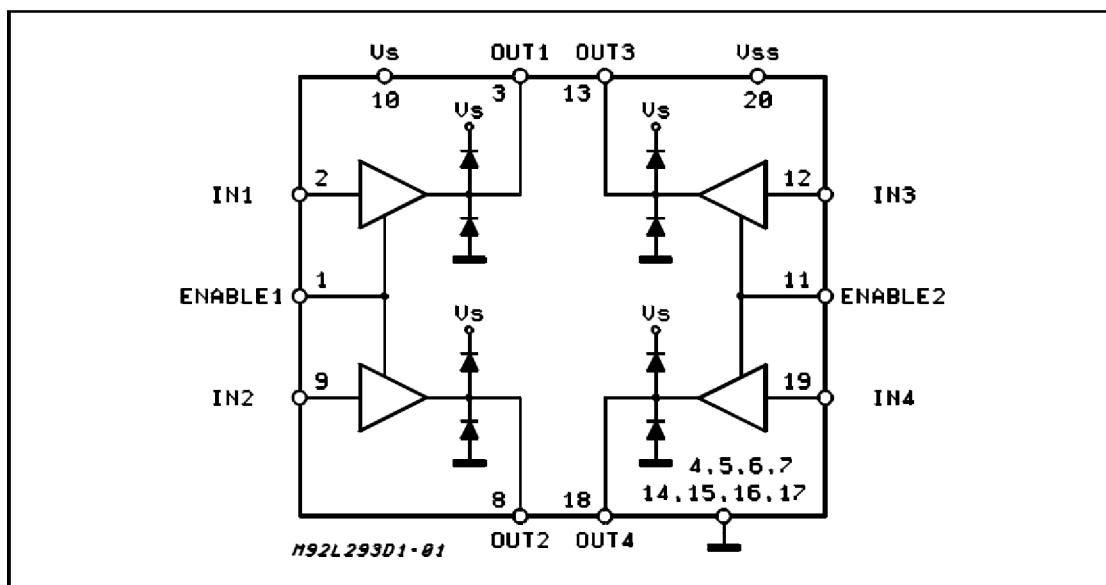 Vs OUT1 OUT3 Vss
10 3 13 20
Vs Vs
IN1 2 12 IN3
ENABLE1 1 11 ENABLE2
Vs Vs
IN2 9 19 IN4
4,5,6,7
8 18 14,15,16,17
OUT2 OUT4
M92L293D1-01